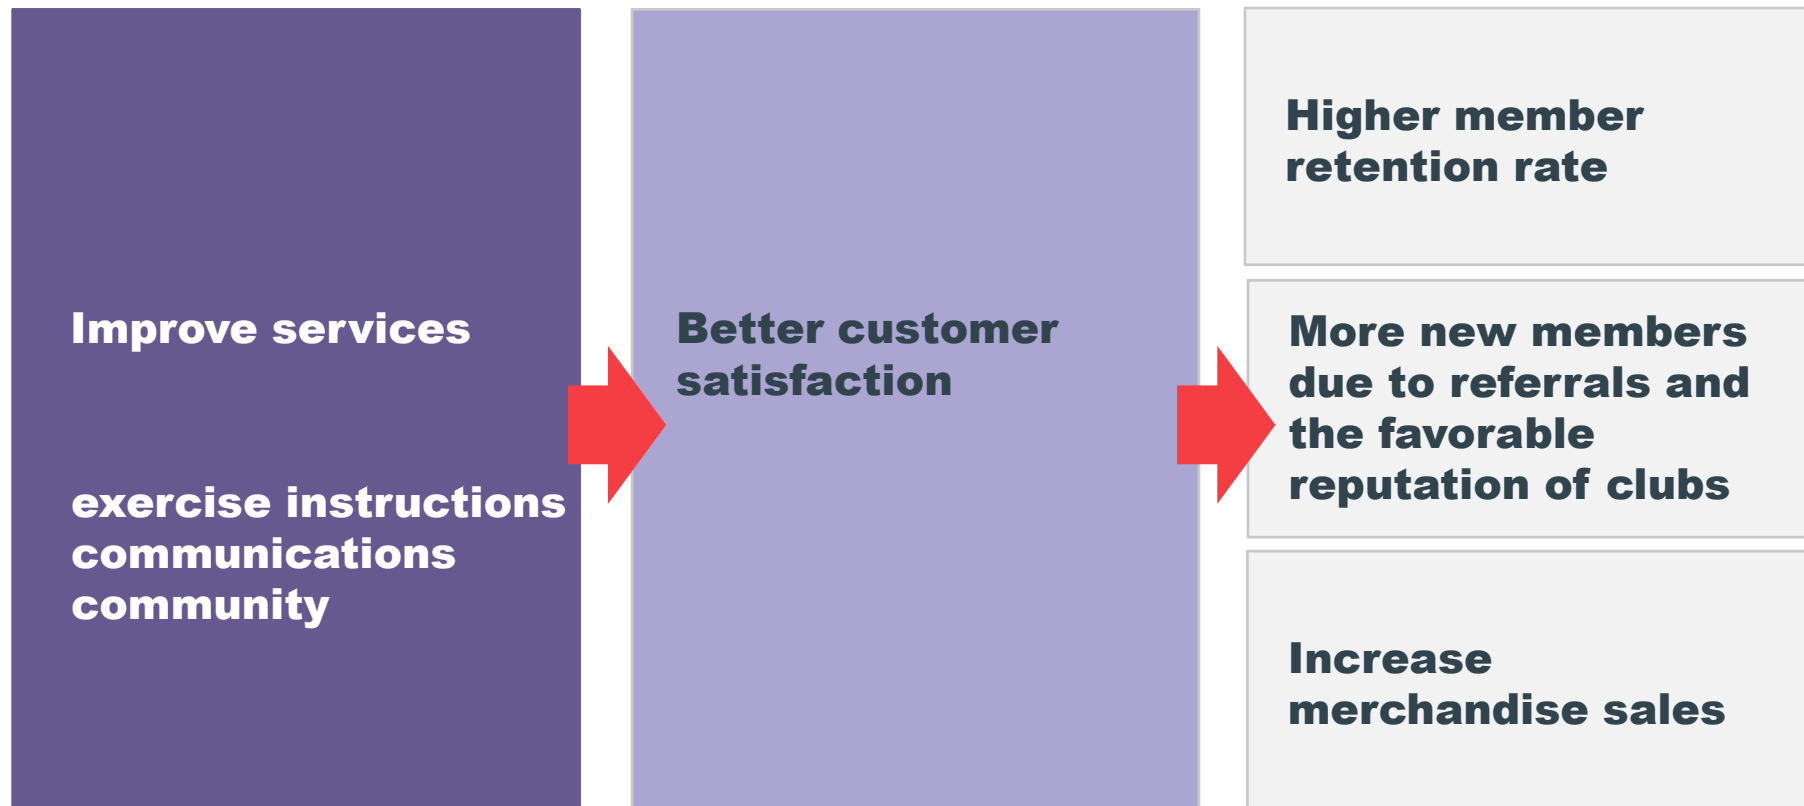 Improve services
exercise instructions
communications
community
Better customer
satisfaction
Higher member
retention rate
More new members
due to referrals and
the favorable
reputation of clubs
Increase
merchandise sales